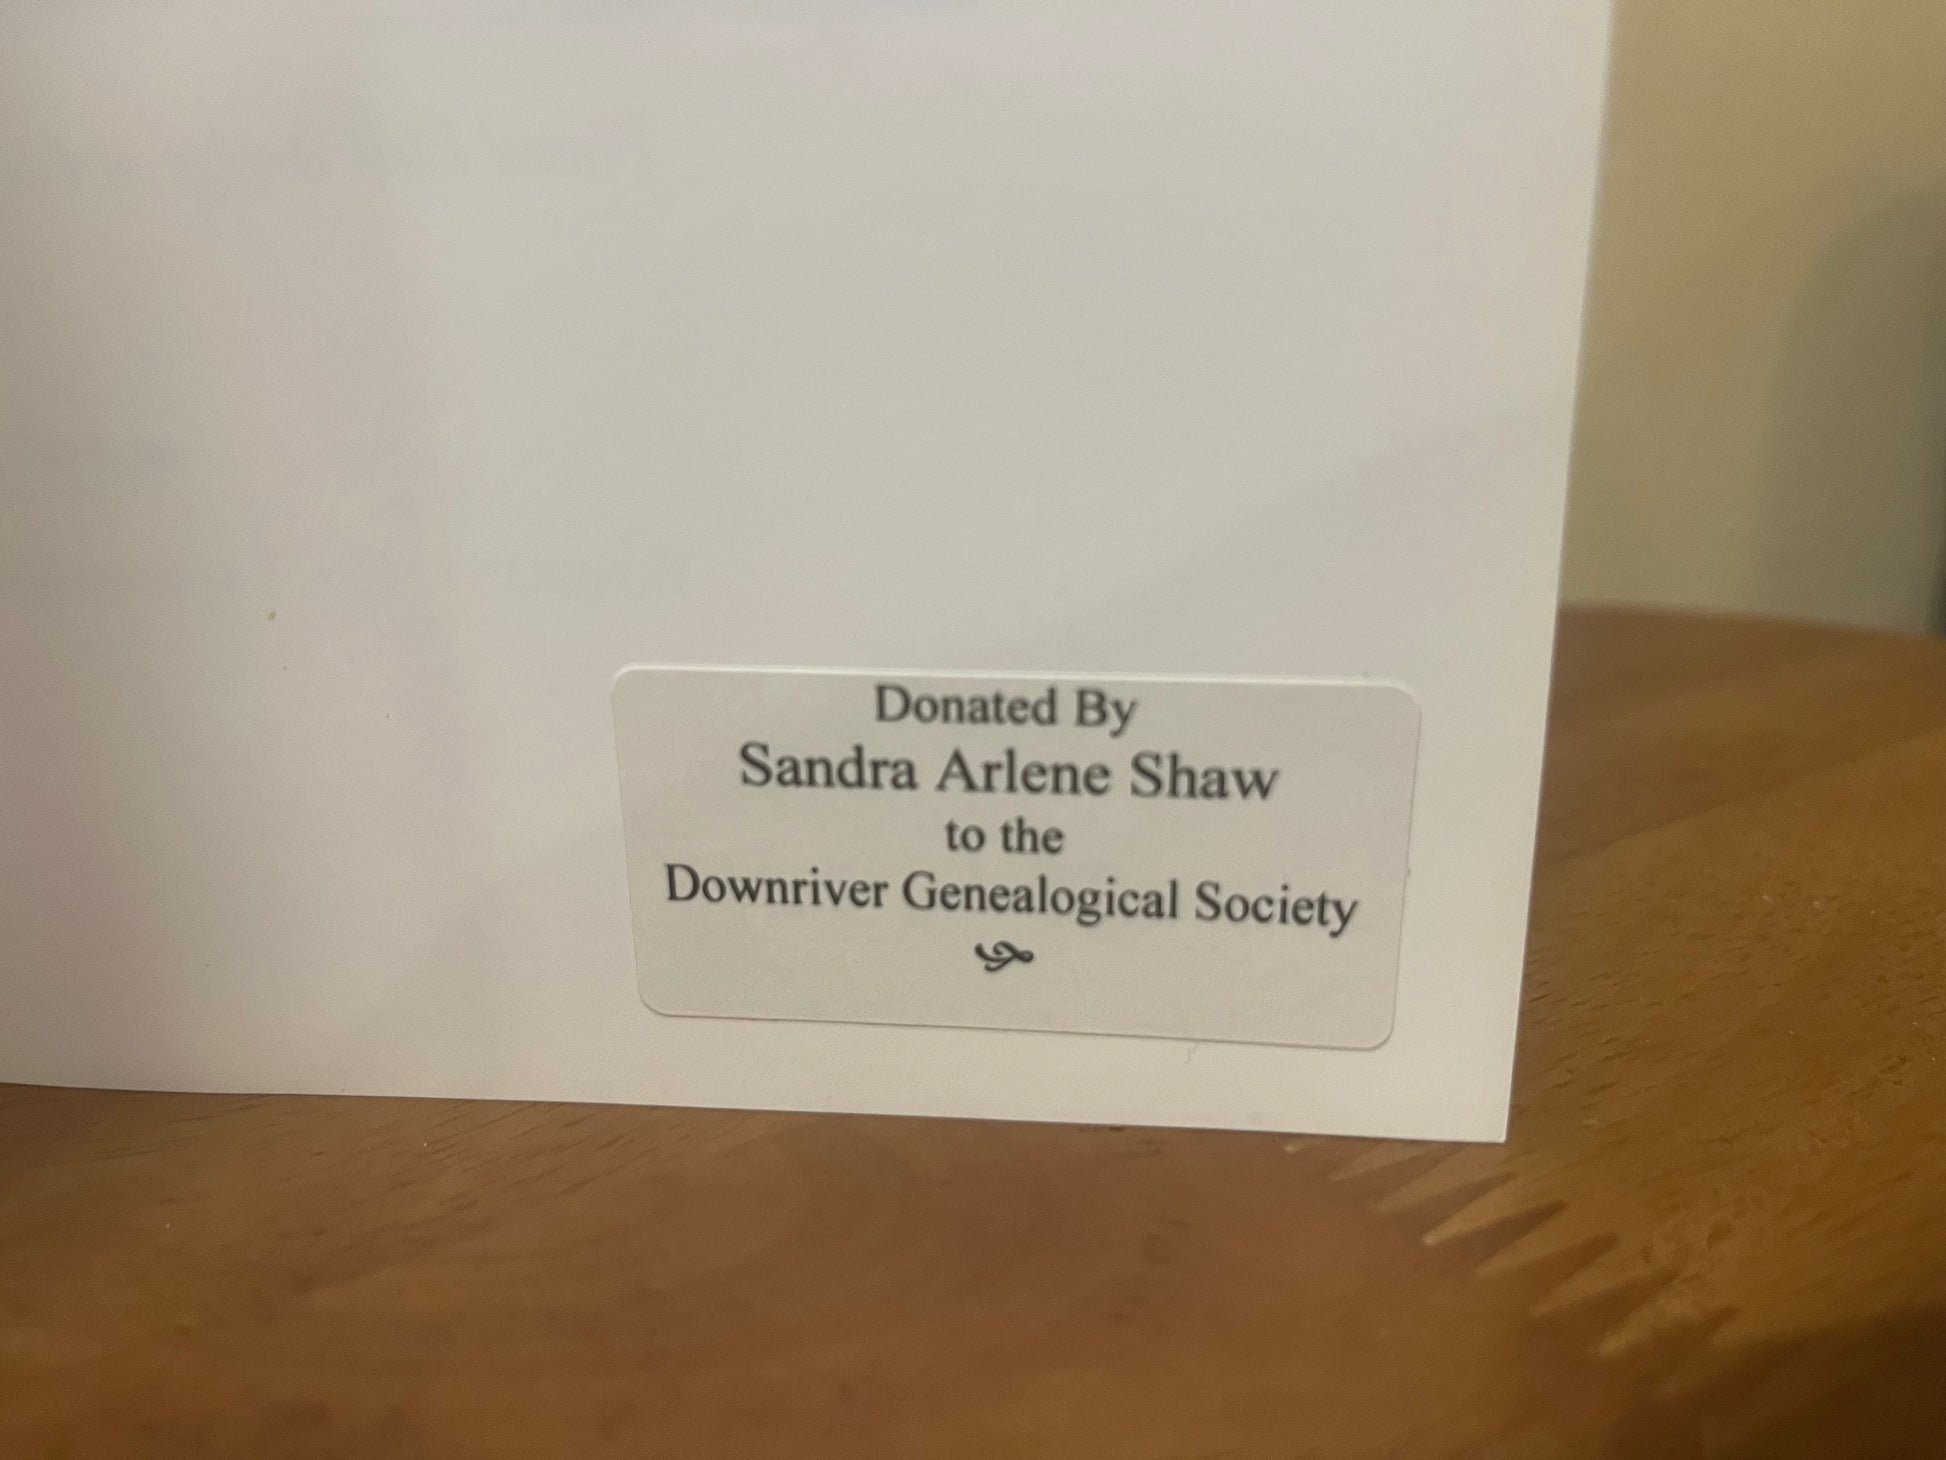 Donated By
Sandra Arlene Shaw
to the
Downriver Genealogical Society